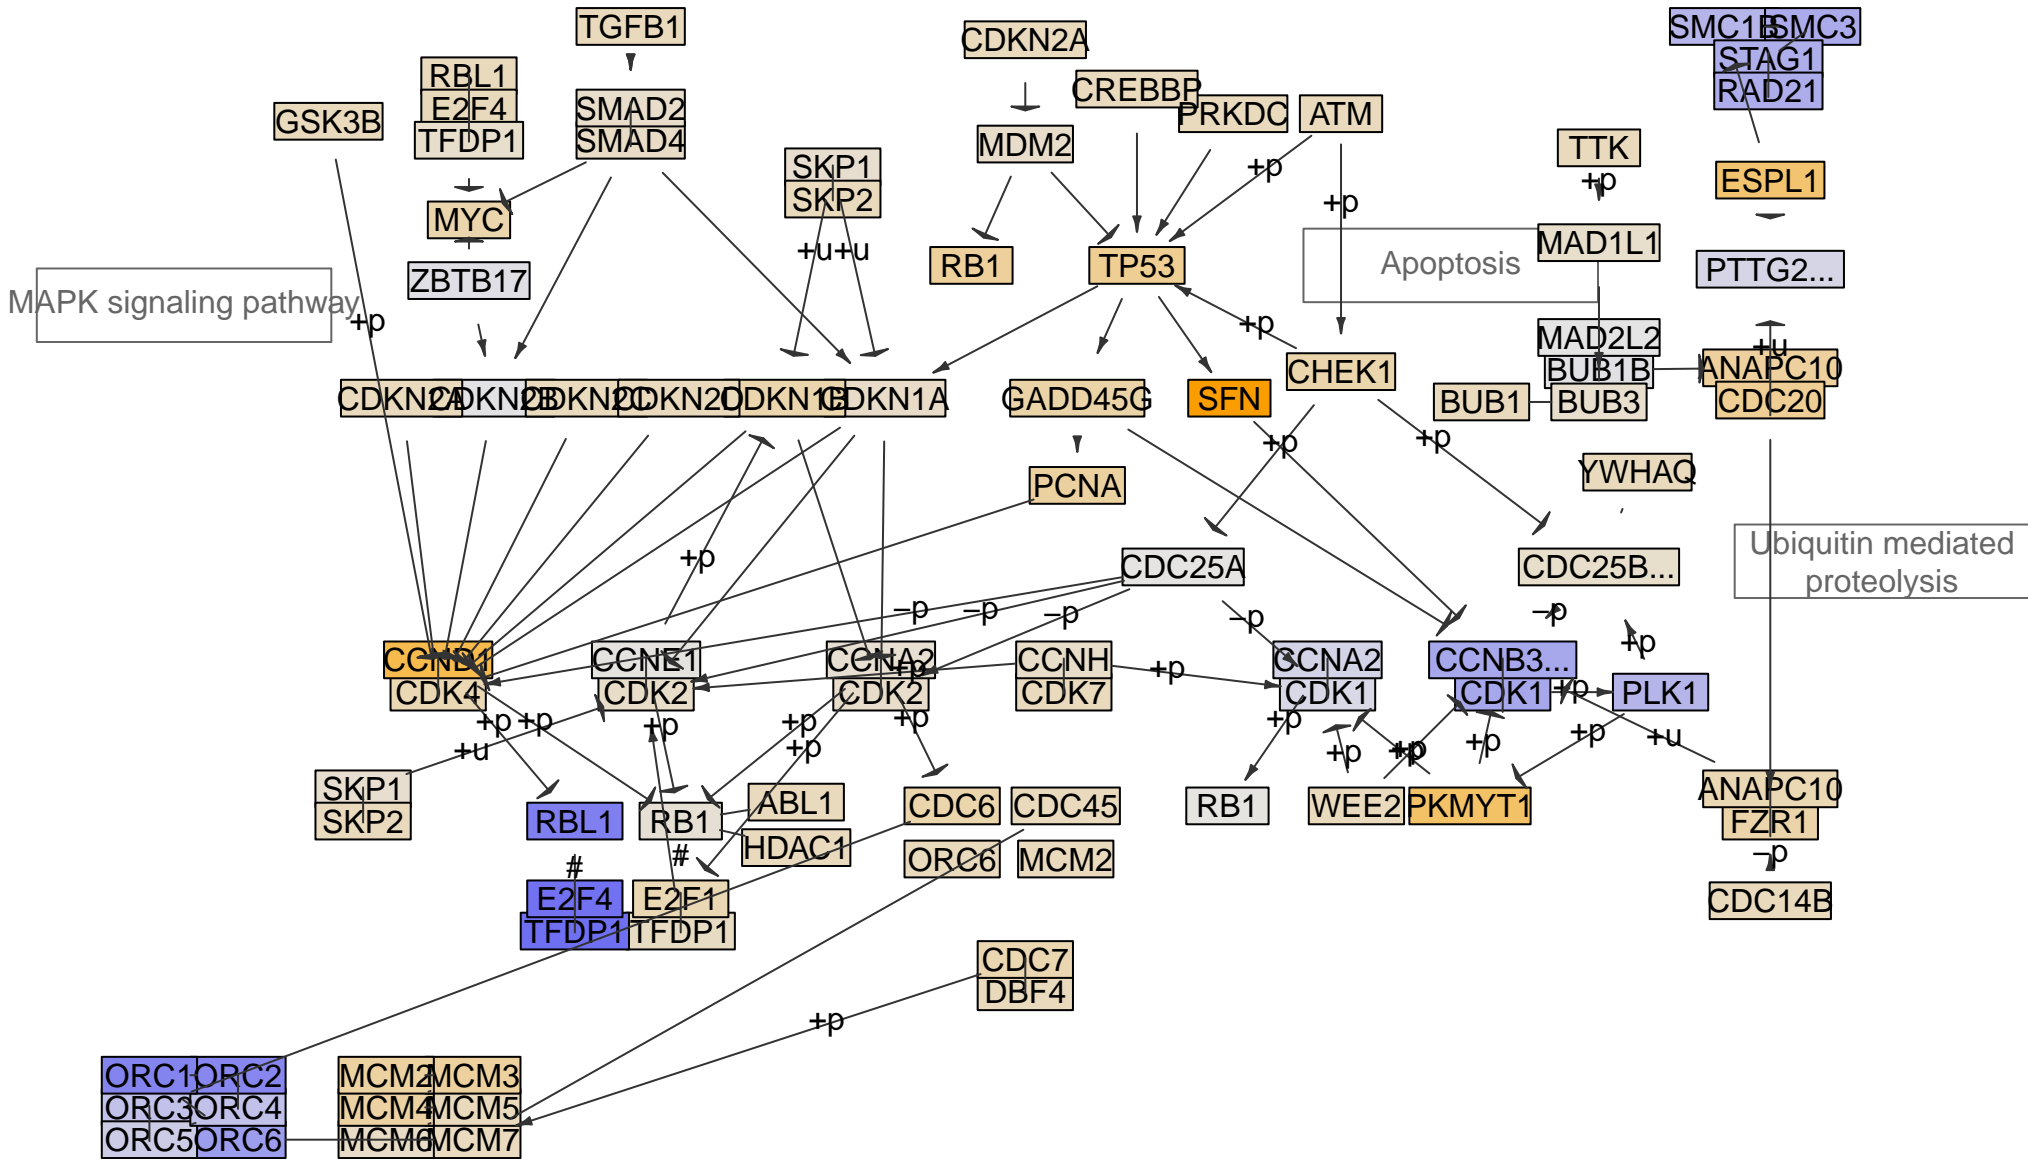 TGFB1
CDKN2A
SMC1B SMC3
STAG1
RAD21
RBL1
E2F4
TFDP1
GSK3B
SMAD2
SMAD4
CREBBP
PRKDC
ATM
MDM2
TTK
+p
SKP1
SKP2
ESPL1
MYC
+p
+p
ZBTB17
+u +u
RB1
TP53
Apoptosis
MAD1L1
PTTG2...
MAPK signaling pathway
+p
+p
MAD2L2
+u
BUB1B
BUB3
BUB1
ANAPC10
CDC20
CHEK1
CDKN2A CDKN2B CDKN2C CDKN2D CDKN1B CDKN1A
GADD45G
SFN
+p
+p
YWHAQ
PCNA
Ubiquitin mediated
proteolysis
+p
CDC25A
CDC25B...
–p
–p
–p
–p
–p
+p
CCND1
CDK4
CCNE1
CDK2
CCNA2
CDK2
+p
CCNH
CDK7
+p
CCNA2
CDK1
CCNB3...
CDK1
+p
PLK1
+p
+p
+u
+p
+p
+p
+p
+p
+p
+p
+p
+p
+p
+u
SKP1
SKP2
RBL1
RB1
ABL1
HDAC1
CDC6
CDC45
ORC6
MCM2
RB1
WEE2
PKMYT1
ANAPC10
FZR1
–p
CDC14B
#
#
E2F4
TFDP1
E2F1
TFDP1
CDC7
DBF4
+p
ORC1 ORC2
ORC3 ORC4
ORC5 ORC6
MCM2 MCM3
MCM4 MCM5
MCM6 MCM7